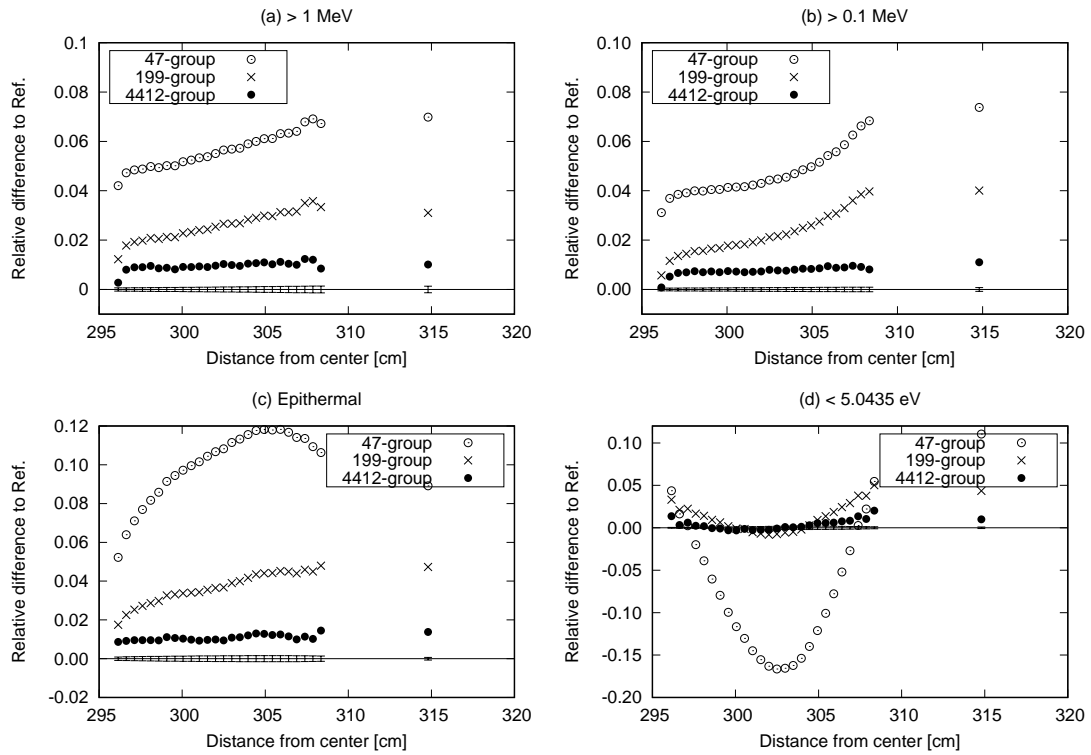 (a) > 1 MeV
0.1
0.08
0.06
0.04
0.02
0
295 300 305 310 315 320
Relative difference to Ref.
Distance from center [cm]
47-group
199-group
4412-group
(b) > 0.1 MeV
0.10
0.08
0.06
0.04
0.02
0.00
295 300 305 310 315 320
Relative difference to Ref.
Distance from center [cm]
47-group
199-group
4412-group
(c) Epithermal
0.12
0.10
0.08
0.06
0.04
0.02
0.00
-0.02
295 300 305 310 315 320
Relative difference to Ref.
Distance from center [cm]
47-group
199-group
4412-group
(d) < 5.0435 eV
0.10
0.05
0.00
-0.05
-0.10
-0.15
-0.20
295 300 305 310 315 320
Relative difference to Ref.
Distance from center [cm]
47-group
199-group
4412-group